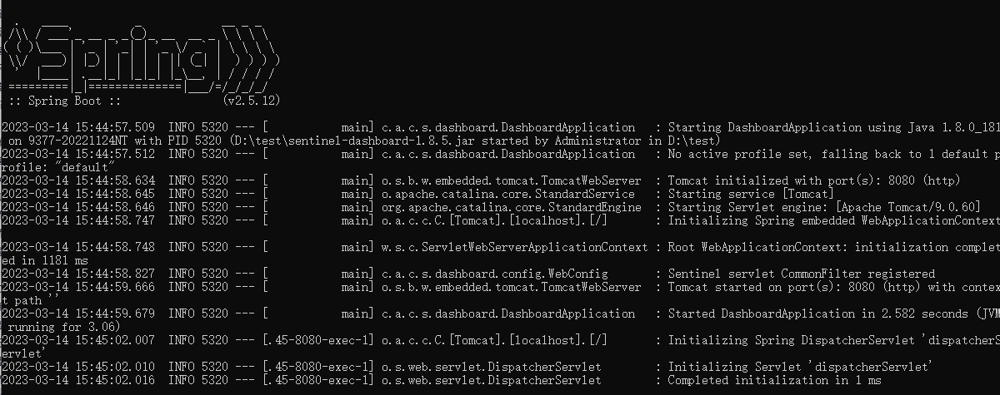 Spring
:: Spring Boot :: (v2.5.12)
2023-03-14 15:44:57.509 INFO 5320 --- [ main] c.a.c.s.dashboard.DashboardApplication : Starting DashboardApplication using Java 1.8.0_181
on 9377-20221124NT with PID 5320 (D:\test\sentinel-dashboard-1.8.5.jar started by Administrator in D:\test)
2023-03-14 15:44:57.512 INFO 5320 --- [ main] c.a.c.s.dashboard.DashboardApplication : No active profile set, falling back to 1 default p
rofile: "default"
2023-03-14 15:44:58.634 INFO 5320 --- [ main] o.s.b.w.embedded.tomcat.TomcatWebServer : Tomcat initialized with port(s): 8080 (http)
2023-03-14 15:44:58.645 INFO 5320 --- [ main] o.apache.catalina.core.StandardService : Starting service [Tomcat]
2023-03-14 15:44:58.646 INFO 5320 --- [ main] org.apache.catalina.core.StandardEngine : Starting Servlet engine: [Apache Tomcat/9.0.60]
2023-03-14 15:44:58.747 INFO 5320 --- [ main] o.a.c.c.C.[Tomcat].[localhost].[/] : Initializing Spring embedded WebApplicationContext
2023-03-14 15:44:58.748 INFO 5320 --- [ main] w.s.c.ServletWebServerApplicationContext : Root WebApplicationContext: initialization complet
ed in 1181 ms
2023-03-14 15:44:58.827 INFO 5320 --- [ main] c.a.c.s.dashboard.config.WebConfig : Sentinel servlet CommonFilter registered
2023-03-14 15:44:59.666 INFO 5320 --- [ main] o.s.b.w.embedded.tomcat.TomcatWebServer : Tomcat started on port(s): 8080 (http) with contex
t path ''
2023-03-14 15:44:59.679 INFO 5320 --- [ main] c.a.c.s.dashboard.DashboardApplication : Started DashboardApplication in 2.582 seconds (JVM
running for 3.06)
2023-03-14 15:45:02.007 INFO 5320 --- [.45-8080-exec-1] o.a.c.c.C.[Tomcat].[localhost].[/] : Initializing Spring DispatcherServlet 'dispatcherS
ervlet'
2023-03-14 15:45:02.010 INFO 5320 --- [.45-8080-exec-1] o.s.web.servlet.DispatcherServlet : Initializing Servlet 'dispatcherServlet'
2023-03-14 15:45:02.016 INFO 5320 --- [.45-8080-exec-1] o.s.web.servlet.DispatcherServlet : Completed initialization in 1 ms